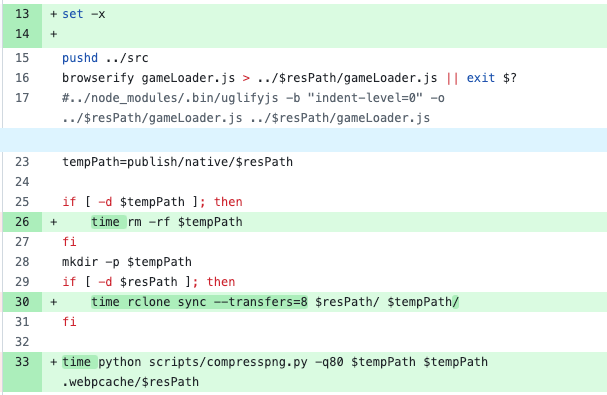 13 + set -x
14 +
15 pushd ../src
16 browserify gameLoader.js > ../$resPath/gameLoader.js || exit $?
17 #../node_modules/.bin/uglifyjs -b "indent-level=0" -o
../$resPath/gameLoader.js ../$resPath/gameLoader.js
23 tempPath=publish/native/$resPath
24
25 if [ -d $tempPath ]; then
26 + time rm -rf $tempPath
27 fi
28 mkdir -p $tempPath
29 if [ -d $resPath ]; then
30 + time rclone sync --transfers=8 $resPath/ $tempPath/
31 fi
32
33 + time python scripts/compresspng.py -q80 $tempPath $tempPath
.webpcache/$resPath